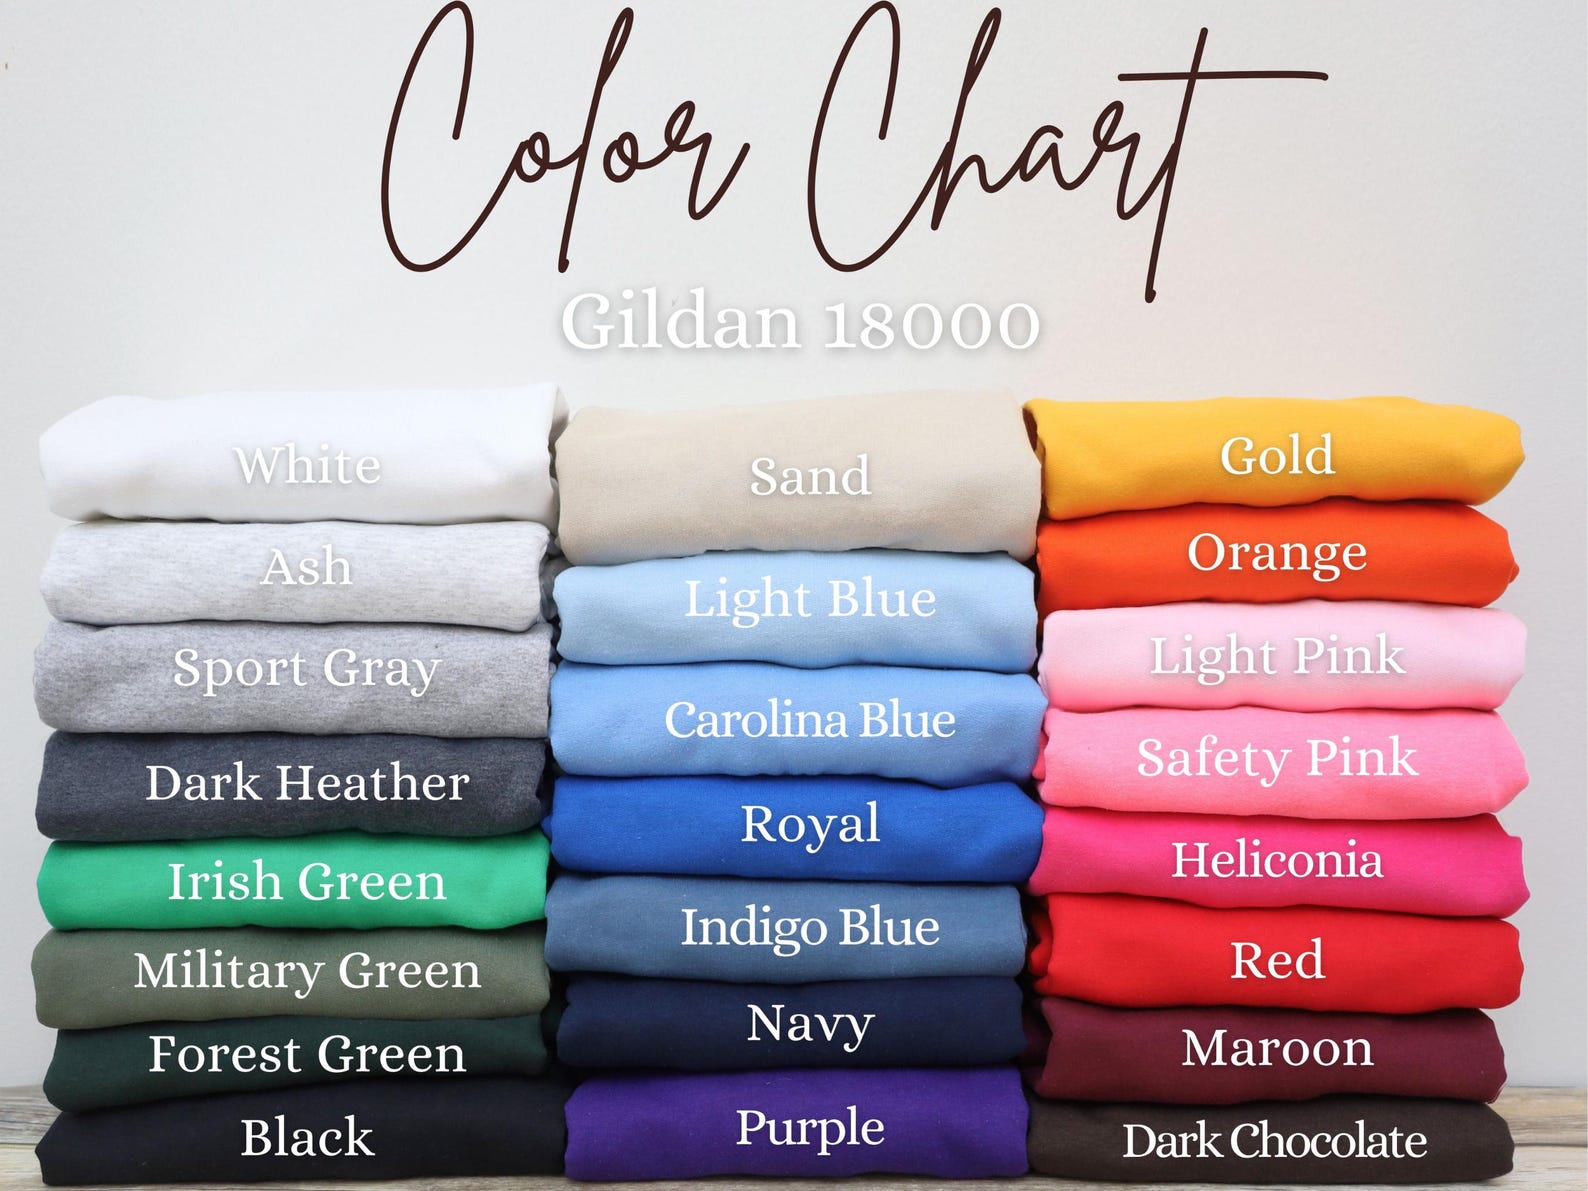 Color Chart
Gildan 18000
White
Ash
Sport Gray
Dark Heather
Irish Green
Military Green
Forest Green
Black
Sand
Light Blue
Carolina Blue
Royal
Indigo Blue
Navy
Purple
Gold
Orange
Light Pink
Safety Pink
Heliconia
Red
Maroon
Dark Chocolate